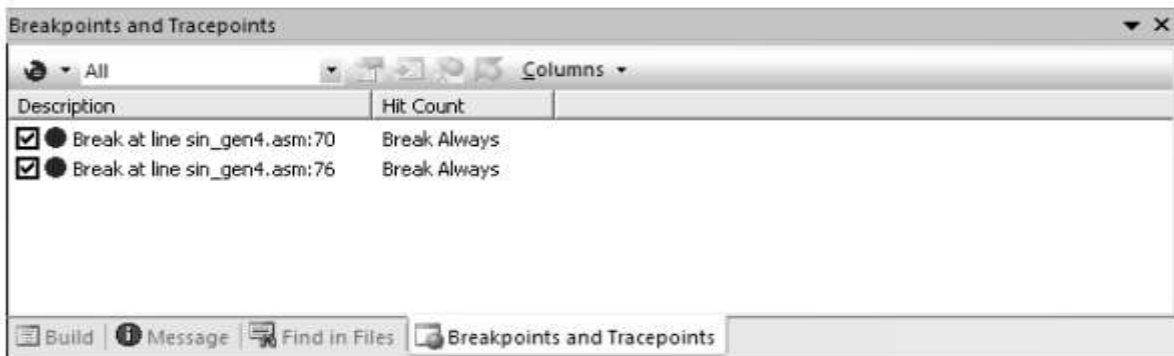 Breakpoints and Tracepoints
All Columns
Description Hit Count
Break at line sin_gen4.asm:70 Break Always
Break at line sin_gen4.asm:76 Break Always
Build Message Find in Files Breakpoints and Tracepoints